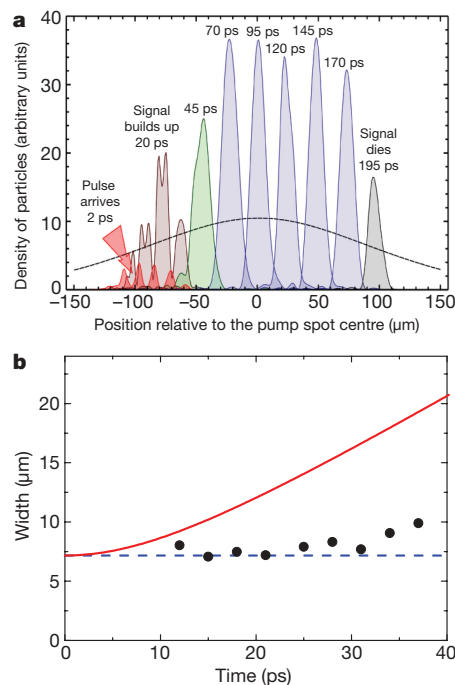 a
40
30
20
10
0
Density of particles (arbitrary units)
70 ps
95 ps
120 ps
145 ps
170 ps
Signal
builds up
20 ps
45 ps
Signal
dies
195 ps
Pulse
arrives
2 ps
−150
−100
−50
0
50
100
150
Position relative to the pump spot centre (μm)
b
20
15
10
5
0
Width (μm)
0
10
20
30
40
Time (ps)